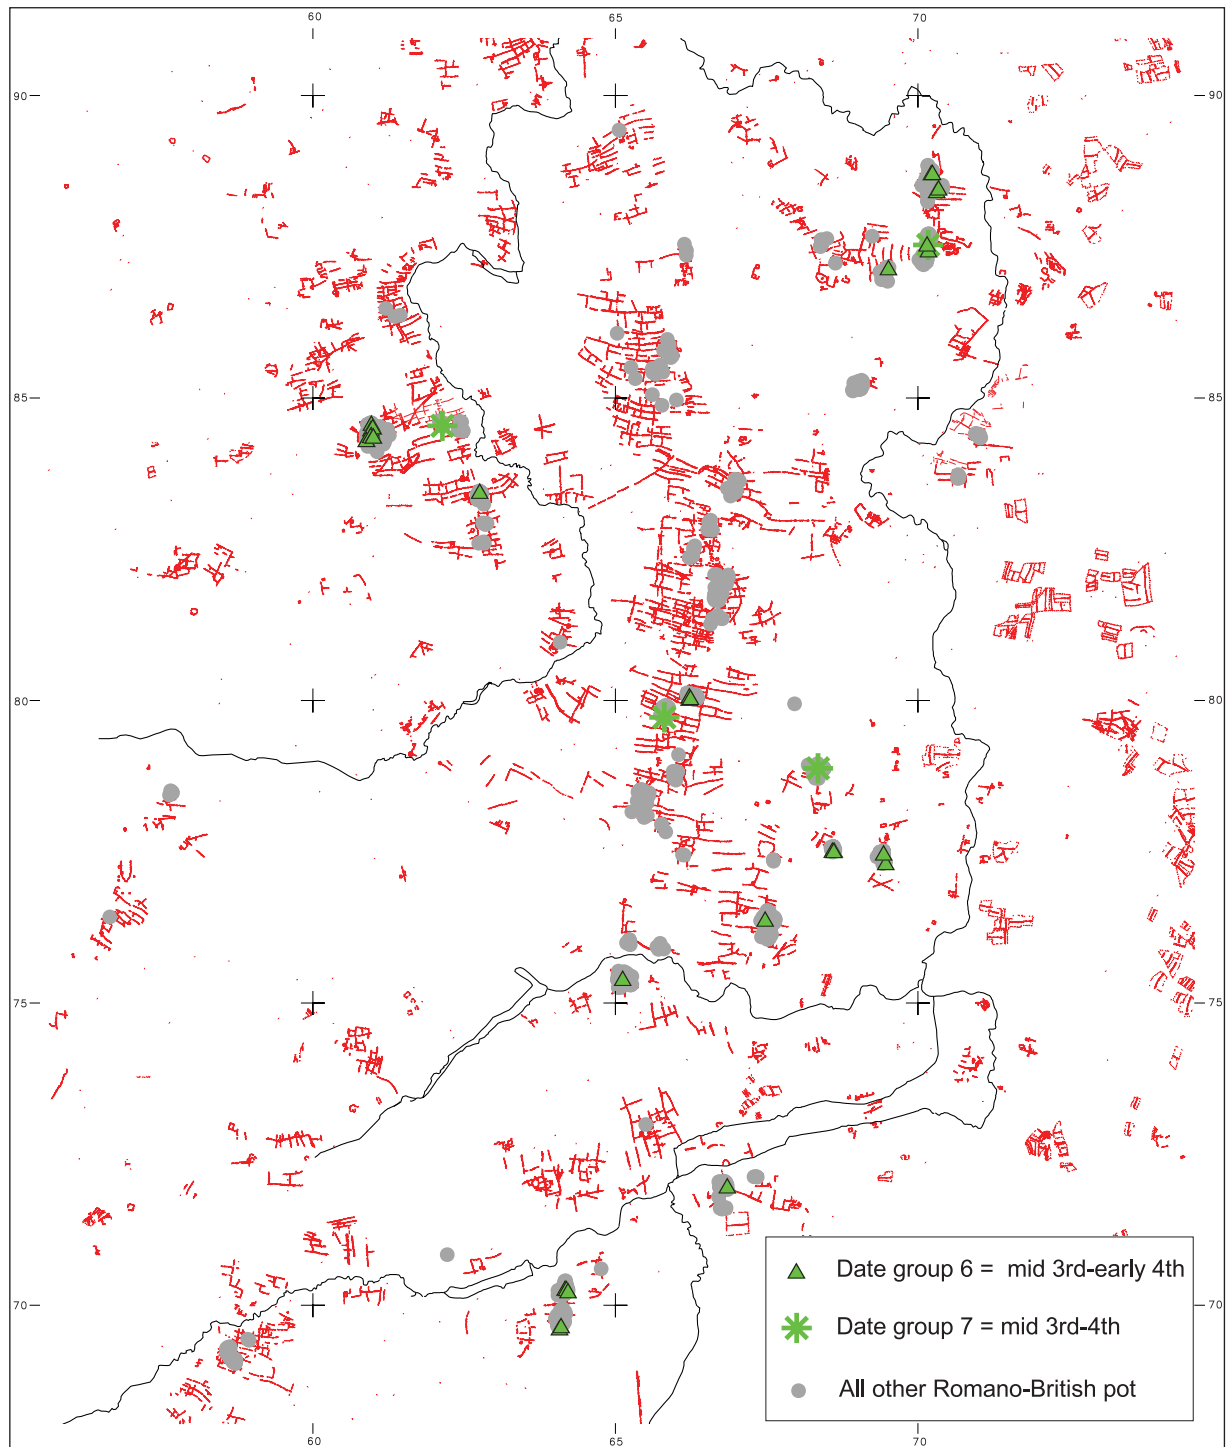 60 65 70
90 90
85 85
80 80
75 75
70 70
Date group 6 = mid 3rd-early 4th
Date group 7 = mid 3rd-4th
All other Romano-British pot
60 65 70